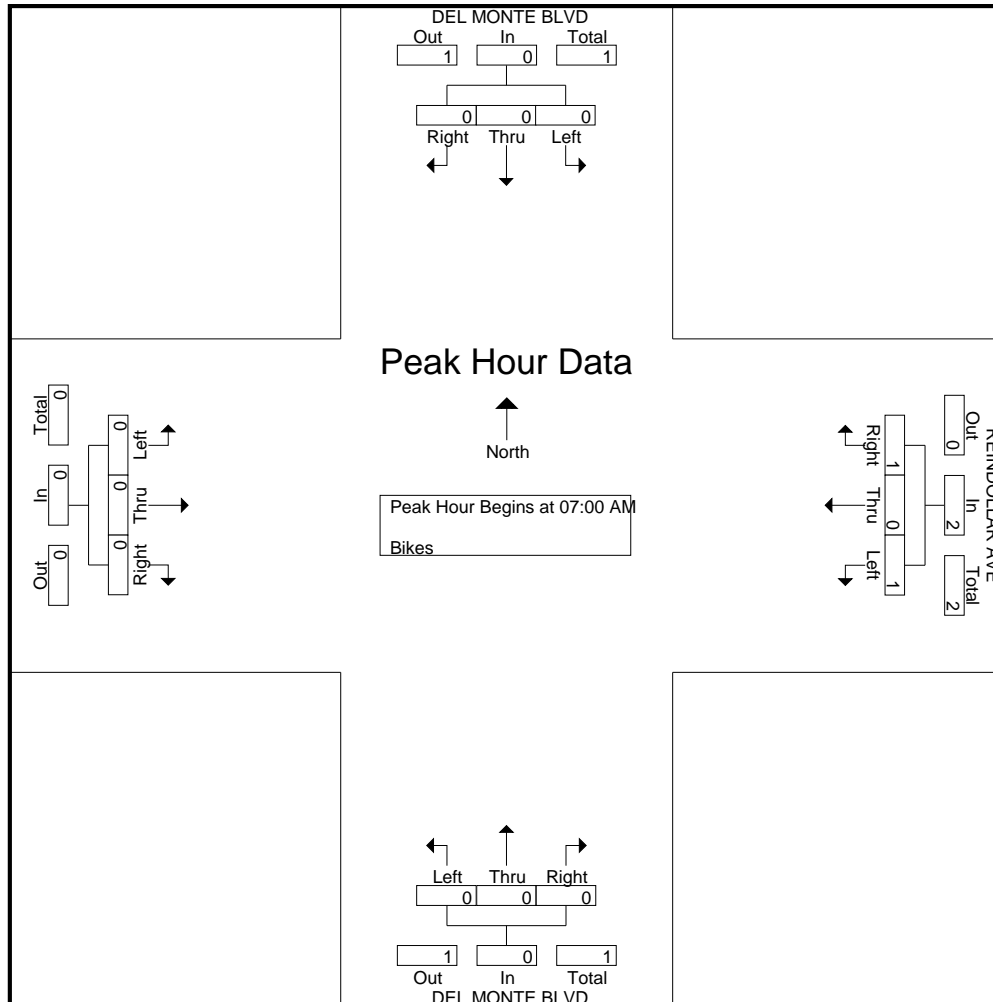 DEL MONTE BLVD
Out In Total
1 0 1
0 0 0
Right Thru Left
Peak Hour Data
North
Peak Hour Begins at 07:00 AM
Bikes
Total In Out
0 0 0
0 0 0
Left Thru Right
Right Thru Left
1 0 1
0 2 2
Out In Total
REINDOLLAR AVE
Left Thru Right
0 0 0
1 0 1
Out In Total
DEL MONTE BLVD